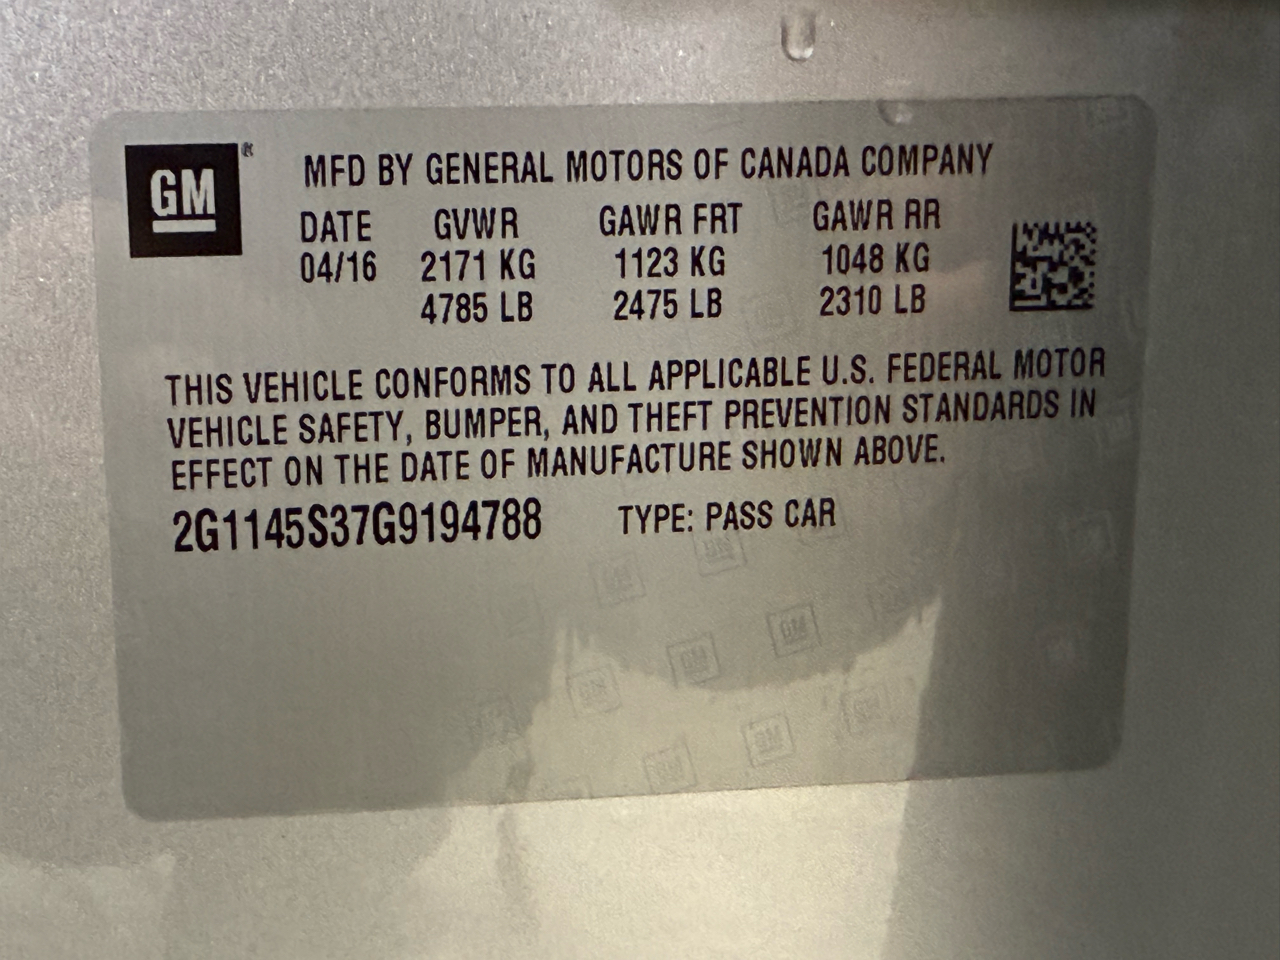 GM®
MFD BY GENERAL MOTORS OF CANADA COMPANY
DATE GVWR GAWR FRT GAWR RR
04/16 2171 KG 1123 KG 1048 KG
4785 LB 2475 LB 2310 LB
THIS VEHICLE CONFORMS TO ALL APPLICABLE U.S. FEDERAL MOTOR
VEHICLE SAFETY, BUMPER, AND THEFT PREVENTION STANDARDS IN
EFFECT ON THE DATE OF MANUFACTURE SHOWN ABOVE.
2G1145S37G9194788 TYPE: PASS CAR